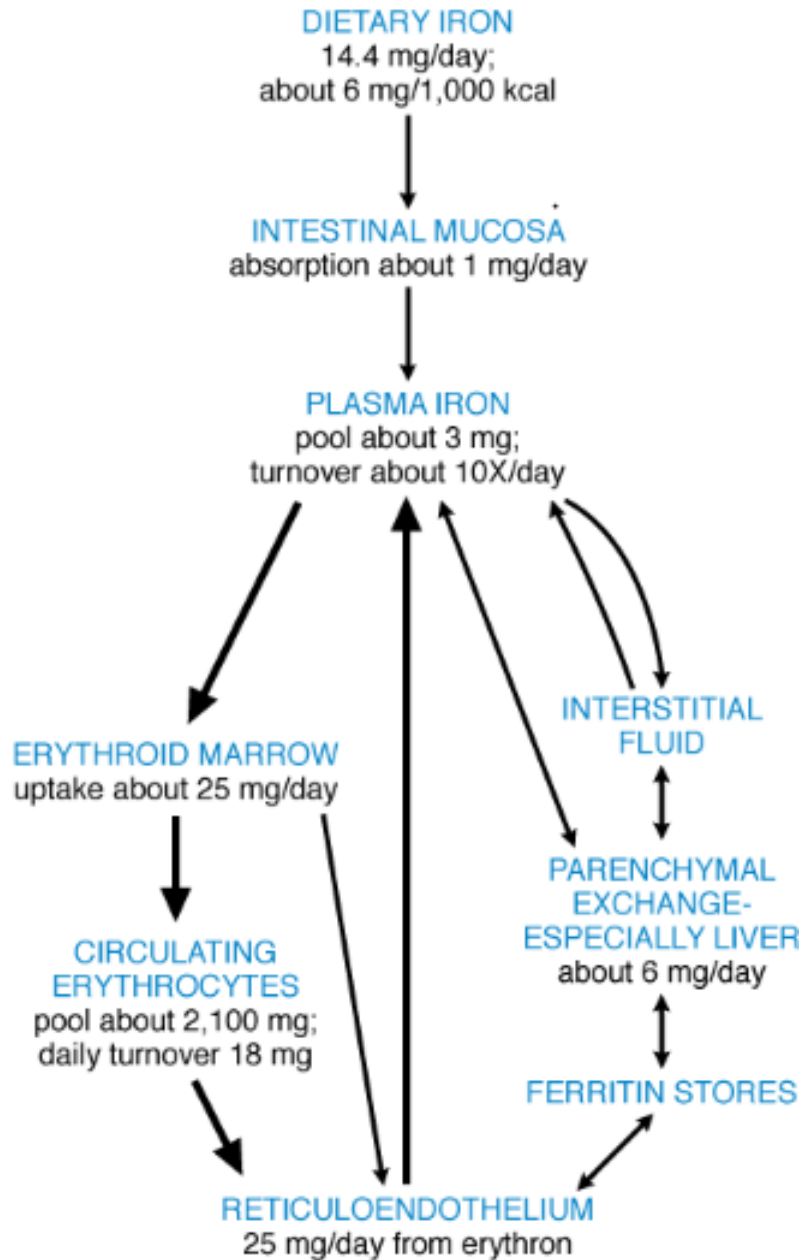 DIETARY IRON
14.4 mg/day;
about 6 mg/1,000 kcal
INTESTINAL MUCOSA
absorption about 1 mg/day
PLASMA IRON
pool about 3 mg;
turnover about 10X/day
INTERSTITIAL
FLUID
ERYTHROID MARROW
uptake about 25 mg/day
PARENCHYMAL
EXCHANGE-
ESPECIALLY LIVER
about 6 mg/day
CIRCULATING
ERYTHROCYTES
pool about 2,100 mg;
daily turnover 18 mg
FERRITIN STORES
RETICULOENDOTHELIUM
25 mg/day from erythron